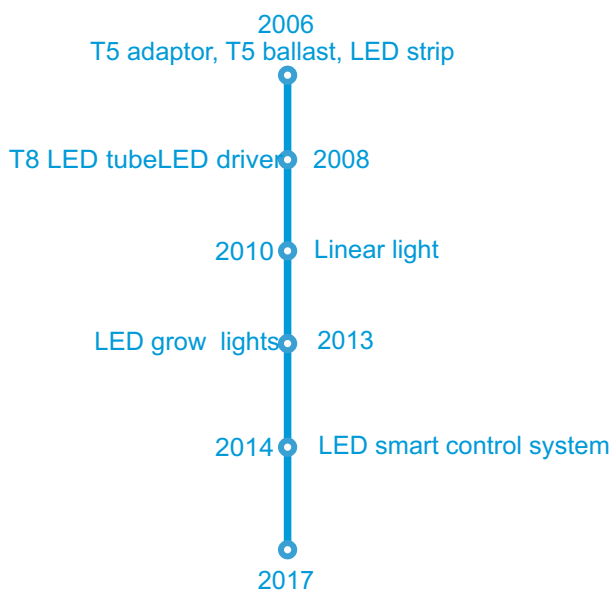 2006
T5 adaptor, T5 ballast, LED strip
T8 LED tubeLED driver 2008
2010 Linear light
LED grow  lights 2013
2014 LED smart control system
2017